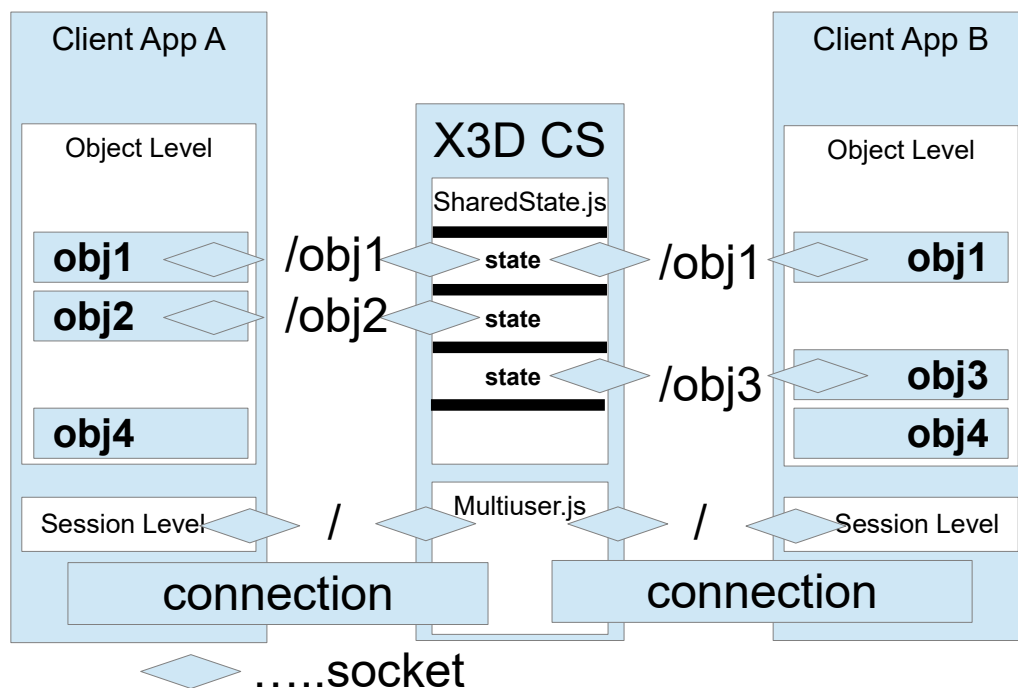 Client App A
Object Level
obj1
obj2
obj4
Session Level
/obj1
/obj2
/
connection
X3D CS
SharedState.js
state
state
state
Multiuser.js
/obj1
/obj3
/
connection
Client App B
Object Level
obj1
obj3
obj4
Session Level
…..socket